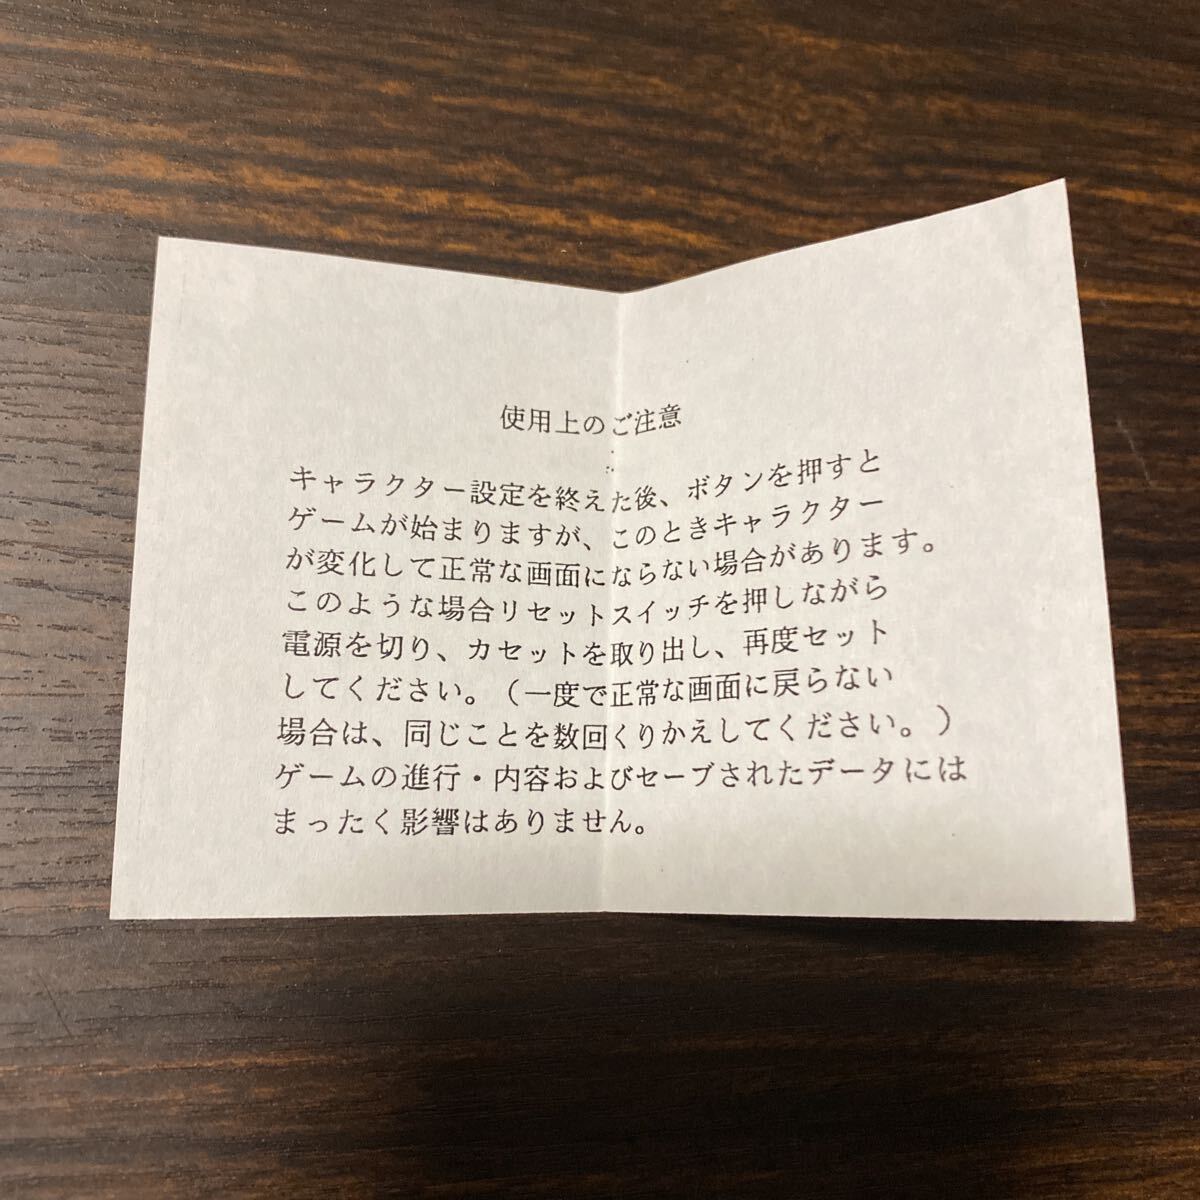 使用上のご注意
キャラクター設定を終えた後、ボタンを押すと
ゲームが始まりますが、このときキャラクター
が変化して正常な画面にならない場合があります。
このような場合リセットスイッチを押しながら
電源を切り、カセットを取り出し、再度セット
してください。（一度で正常な画面に戻らない
場合は、同じことを数回くりかえしてください。）
ゲームの進行・内容およびセーブされたデータには
まったく影響はありません。